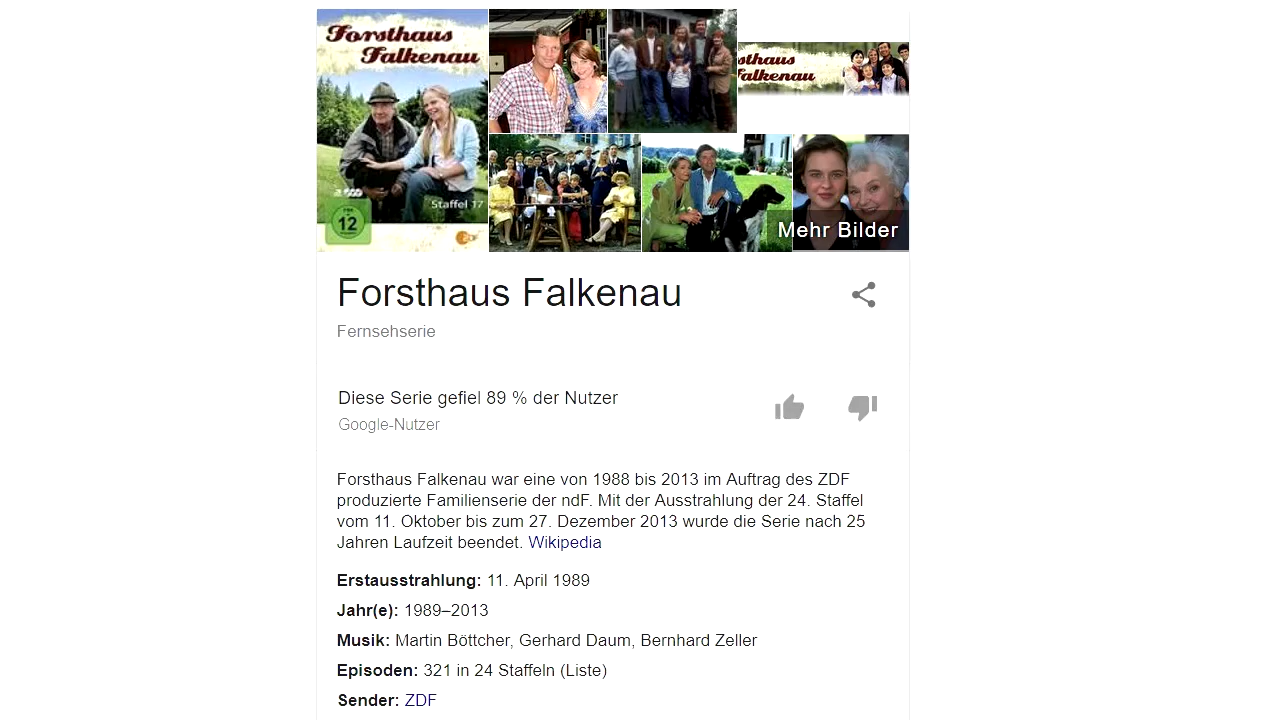 Forsthaus
Falkenau
Staffel 17
12
ZDF
sthaus
Falkenau
Mehr Bilder
Forsthaus Falkenau
Fernsehserie
Diese Serie gefiel 89 % der Nutzer
Google-Nutzer
Forsthaus Falkenau war eine von 1988 bis 2013 im Auftrag des ZDF
produzierte Familienserie der ndF. Mit der Ausstrahlung der 24. Staffel
vom 11. Oktober bis zum 27. Dezember 2013 wurde die Serie nach 25
Jahren Laufzeit beendet. Wikipedia
Erstausstrahlung: 11. April 1989
Jahr(e): 1989–2013
Musik: Martin Böttcher, Gerhard Daum, Bernhard Zeller
Episoden: 321 in 24 Staffeln (Liste)
Sender: ZDF